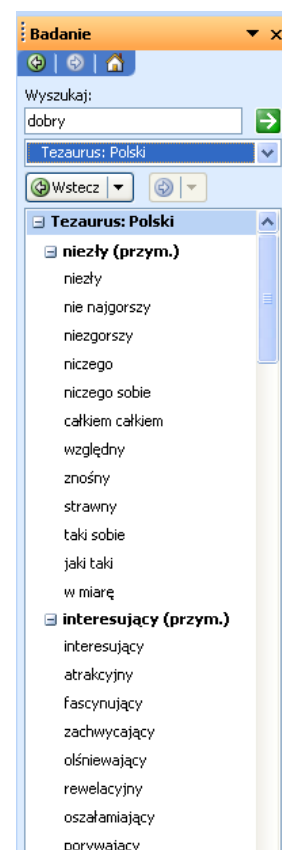 Badanie
Wyszukaj:
dobry
Tezaurus: Polski
Wstecz
Tezaurus: Polski
niezły (przym.)
niezły
nie najgorszy
niezgorszy
niczego
niczego sobie
całkiem całkiem
względny
znośny
strawny
taki sobie
jaki taki
w miarę
interesujący (przym.)
interesujący
atrakcyjny
fascynujący
zachwycający
olśniewający
rewelacyjny
oszałamiający
porywający